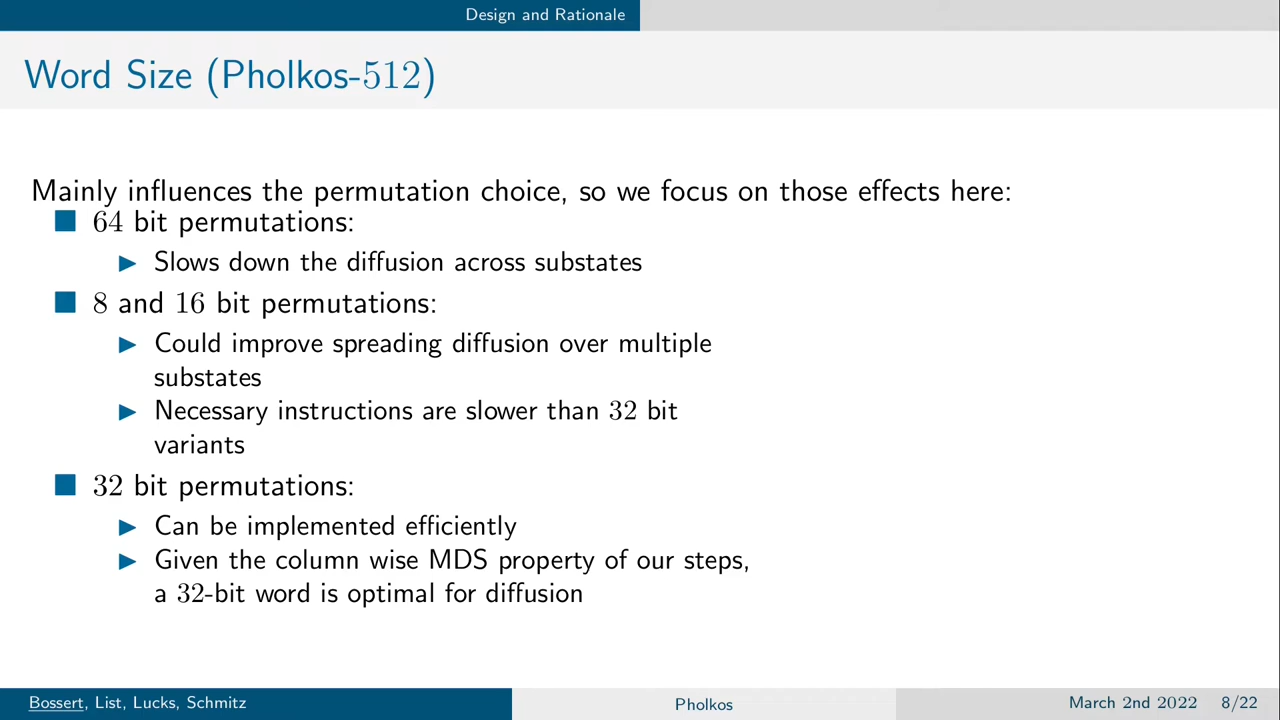 Design and Rationale
Word Size (Pholkos-512)
Mainly influences the permutation choice, so we focus on those effects here:
64 bit permutations:
Slows down the diffusion across substates
8 and 16 bit permutations:
Could improve spreading diffusion over multiple
substates
Necessary instructions are slower than 32 bit
variants
32 bit permutations:
Can be implemented efficiently
Given the column wise MDS property of our steps,
a 32-bit word is optimal for diffusion
Bossert, List, Lucks, Schmitz
Pholkos
March 2nd 2022 8/22